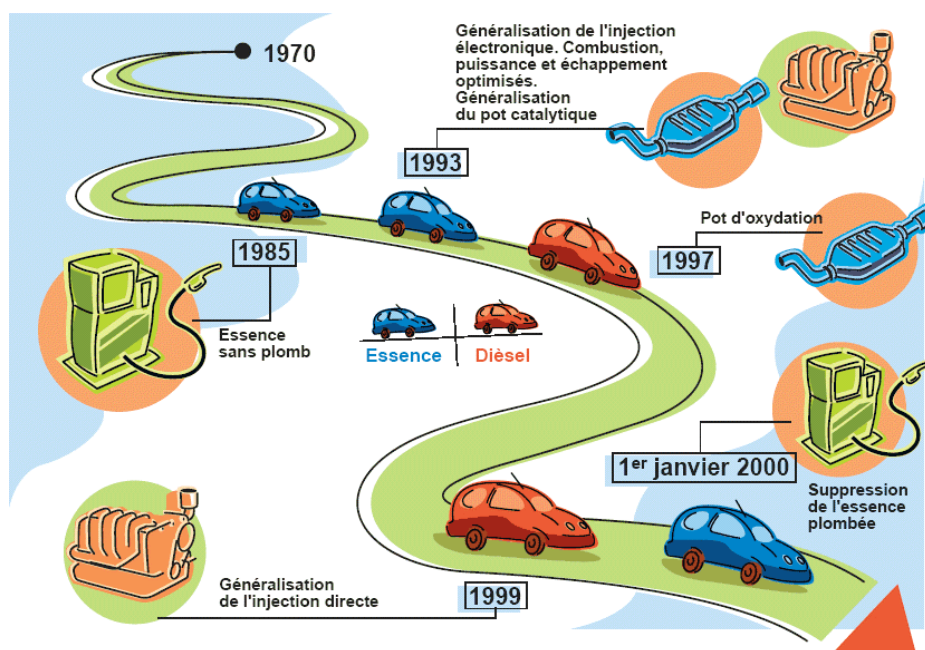 1970
Généralisation de l'injection
électronique. Combustion,
puissance et échappement
optimisés.
Généralisation
du pot catalytique
1993
Pot d'oxydation
1997
1985
Essence
sans plomb
Essence
Dièsel
1er janvier 2000
Suppression
de l'essence
plombée
Généralisation
de l'injection directe
1999